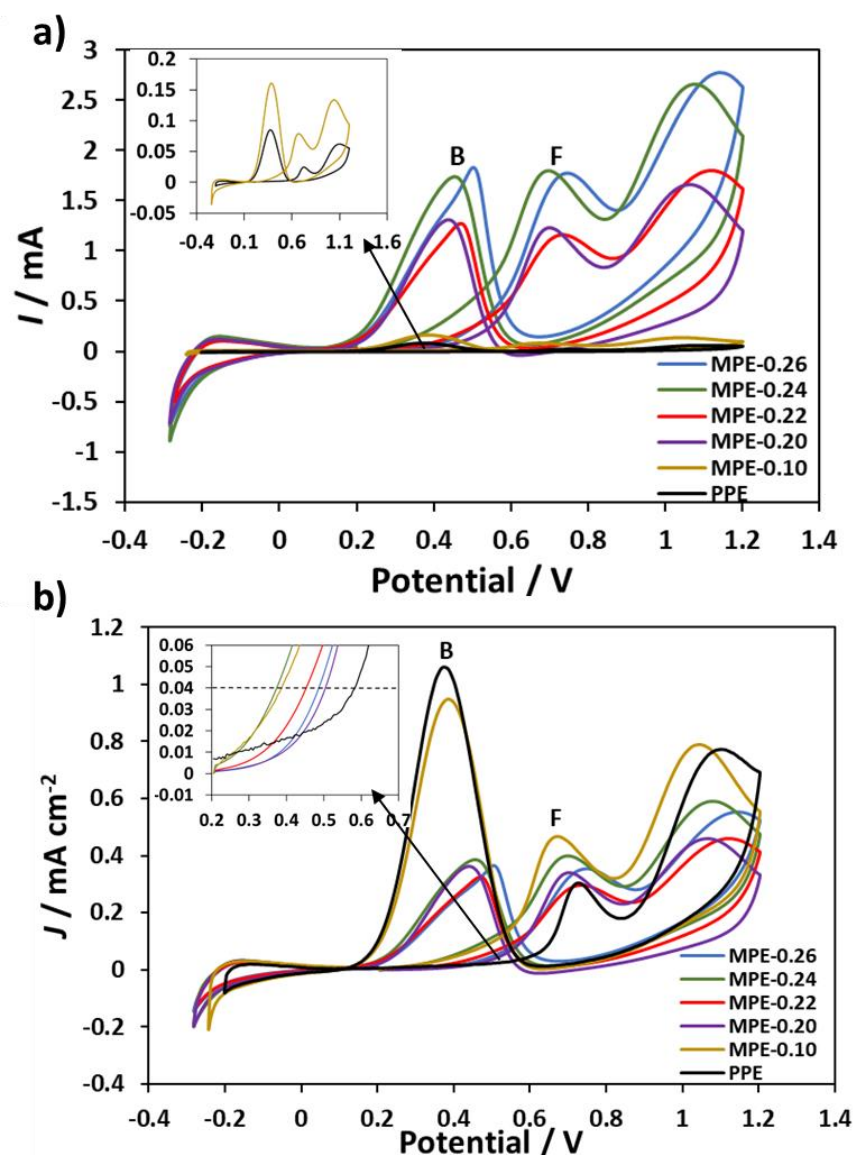 a)
3
2.5
2
1.5
1
0.5
0
-0.5
-1
-1.5
I / mA
0.2
0.15
0.1
0.05
0
-0.05
-0.4 0.1 0.6 1.1 1.6
B
F
MPE-0.26
MPE-0.24
MPE-0.22
MPE-0.20
MPE-0.10
PPE
-0.4 -0.2 0 0.2 0.4 0.6 0.8 1 1.2 1.4
Potential / V
b)
1.2
1
0.8
0.6
0.4
0.2
0
-0.2
-0.4
J / mA cm⁻²
0.06
0.05
0.04
0.03
0.02
0.01
0
-0.01
0.2 0.3 0.4 0.5 0.6 0.7
B
F
MPE-0.26
MPE-0.24
MPE-0.22
MPE-0.20
MPE-0.10
PPE
-0.4 -0.2 0 0.2 0.4 0.6 0.8 1 1.2 1.4
Potential / V